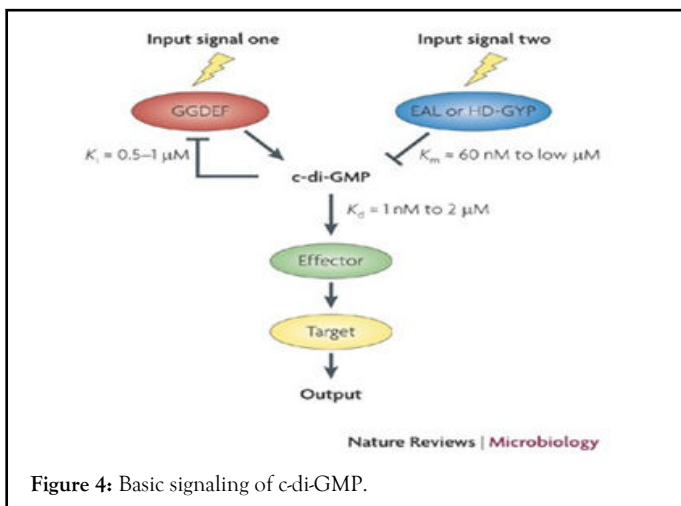 Input signal one
Input signal two
GGDEF
EAL or HD-GYP
Kᵢ = 0.5–1 μM
Kₘ = 60 nM to low μM
c-di-GMP
K_d = 1 nM to 2 μM
Effector
Target
Output
Nature Reviews | Microbiology
Figure 4: Basic signaling of c-di-GMP.